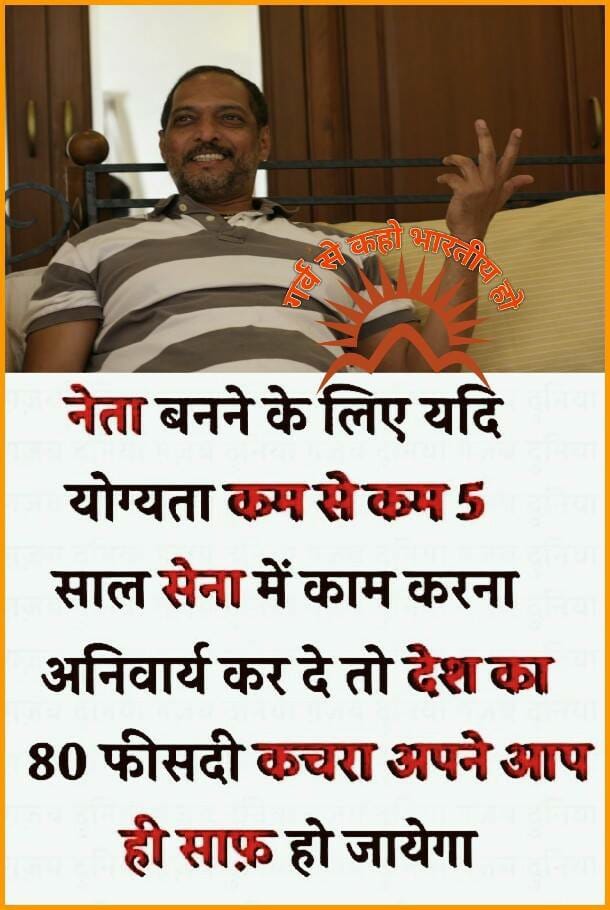 गर्व से कहो भारतीय हो
नेता बनने के लिए यदि
योग्यता कम से कम 5
साल सेना में काम करना
अनिवार्य कर दे तो देश का
80 फीसदी कचरा अपने आप
ही साफ़ हो जायेगा